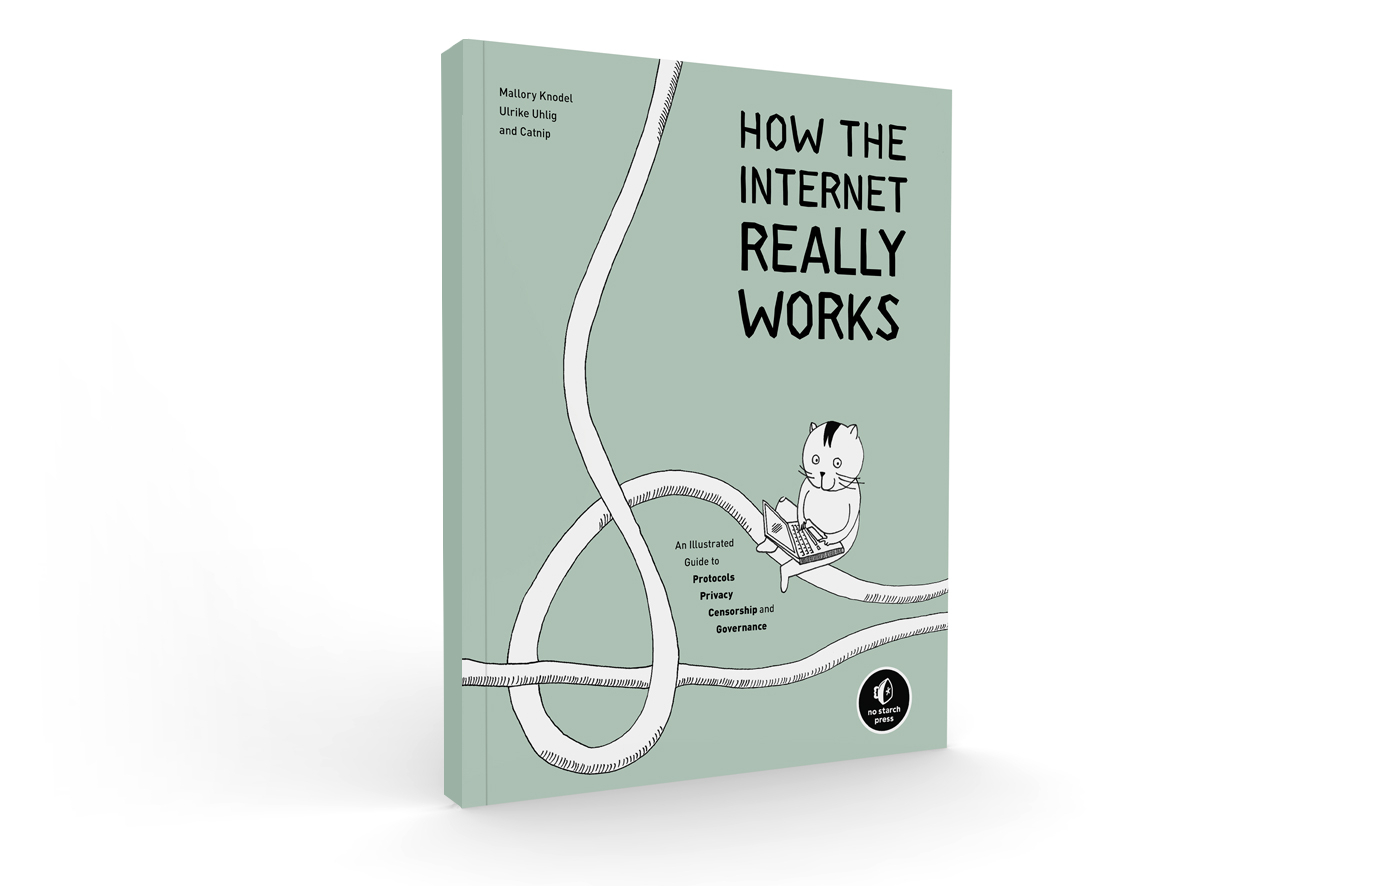 Mallory Knodel
Ulrike Uhlig
and Catnip
HOW THE
INTERNET
REALLY
WORKS
An Illustrated
Guide to
Protocols
Privacy
Censorship and
Governance
no starch
press